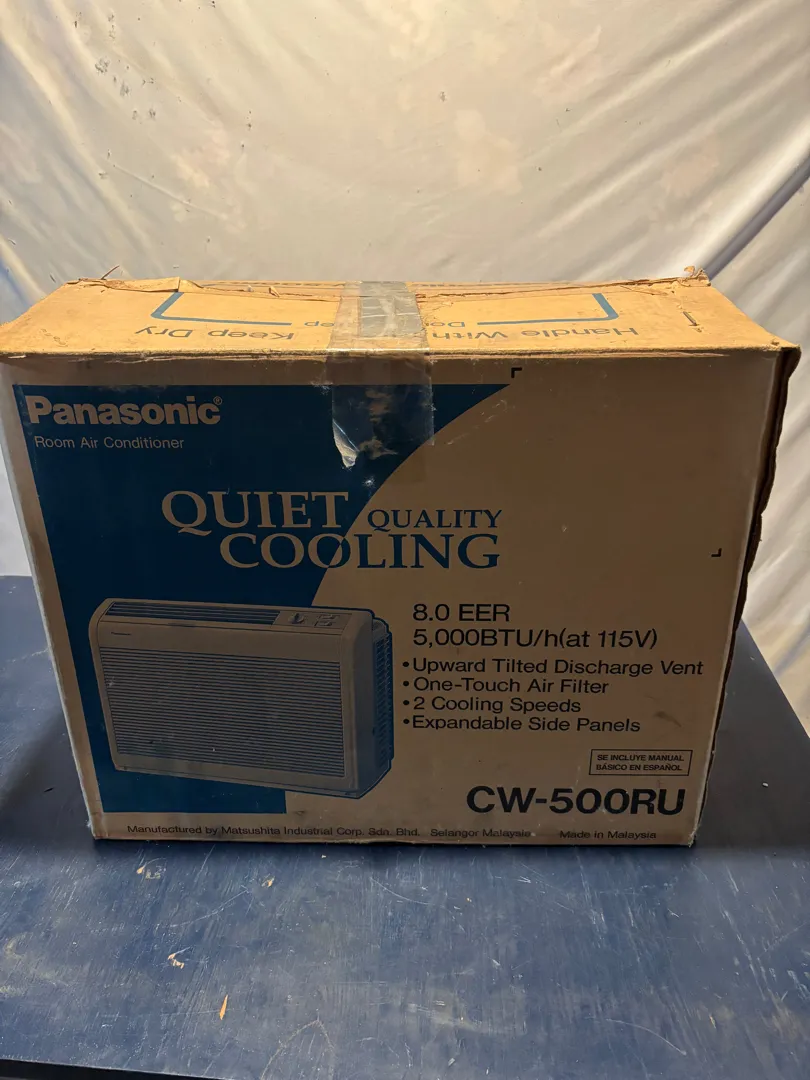 Handle With
Keep Dry
Panasonic®
Room Air Conditioner
QUIET QUALITY
COOLING
Panasonic
8.0 EER
5,000BTU/h(at 115V)
•Upward Tilted Discharge Vent
•One-Touch Air Filter
•2 Cooling Speeds
•Expandable Side Panels
SE INCLUYE MANUAL
BÁSICO EN ESPAÑOL
CW-500RU
Manufactured by Matsushita Industrial Corp. Sdn. Bhd. Selangor Malaysia Made in Malaysia